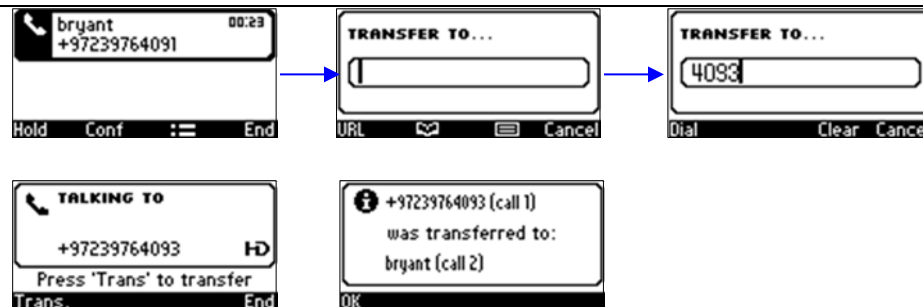 bryant 00:23
+97239764091
Hold Conf End
TRANSFER TO...
URL Cancel
TRANSFER TO...
4093
Dial Clear Cance
TALKING TO
+97239764093 HD
Press 'Trans' to transfer
Trans. End
+97239764093 (call 1)
was transferred to:
bryant (call 2)
OK